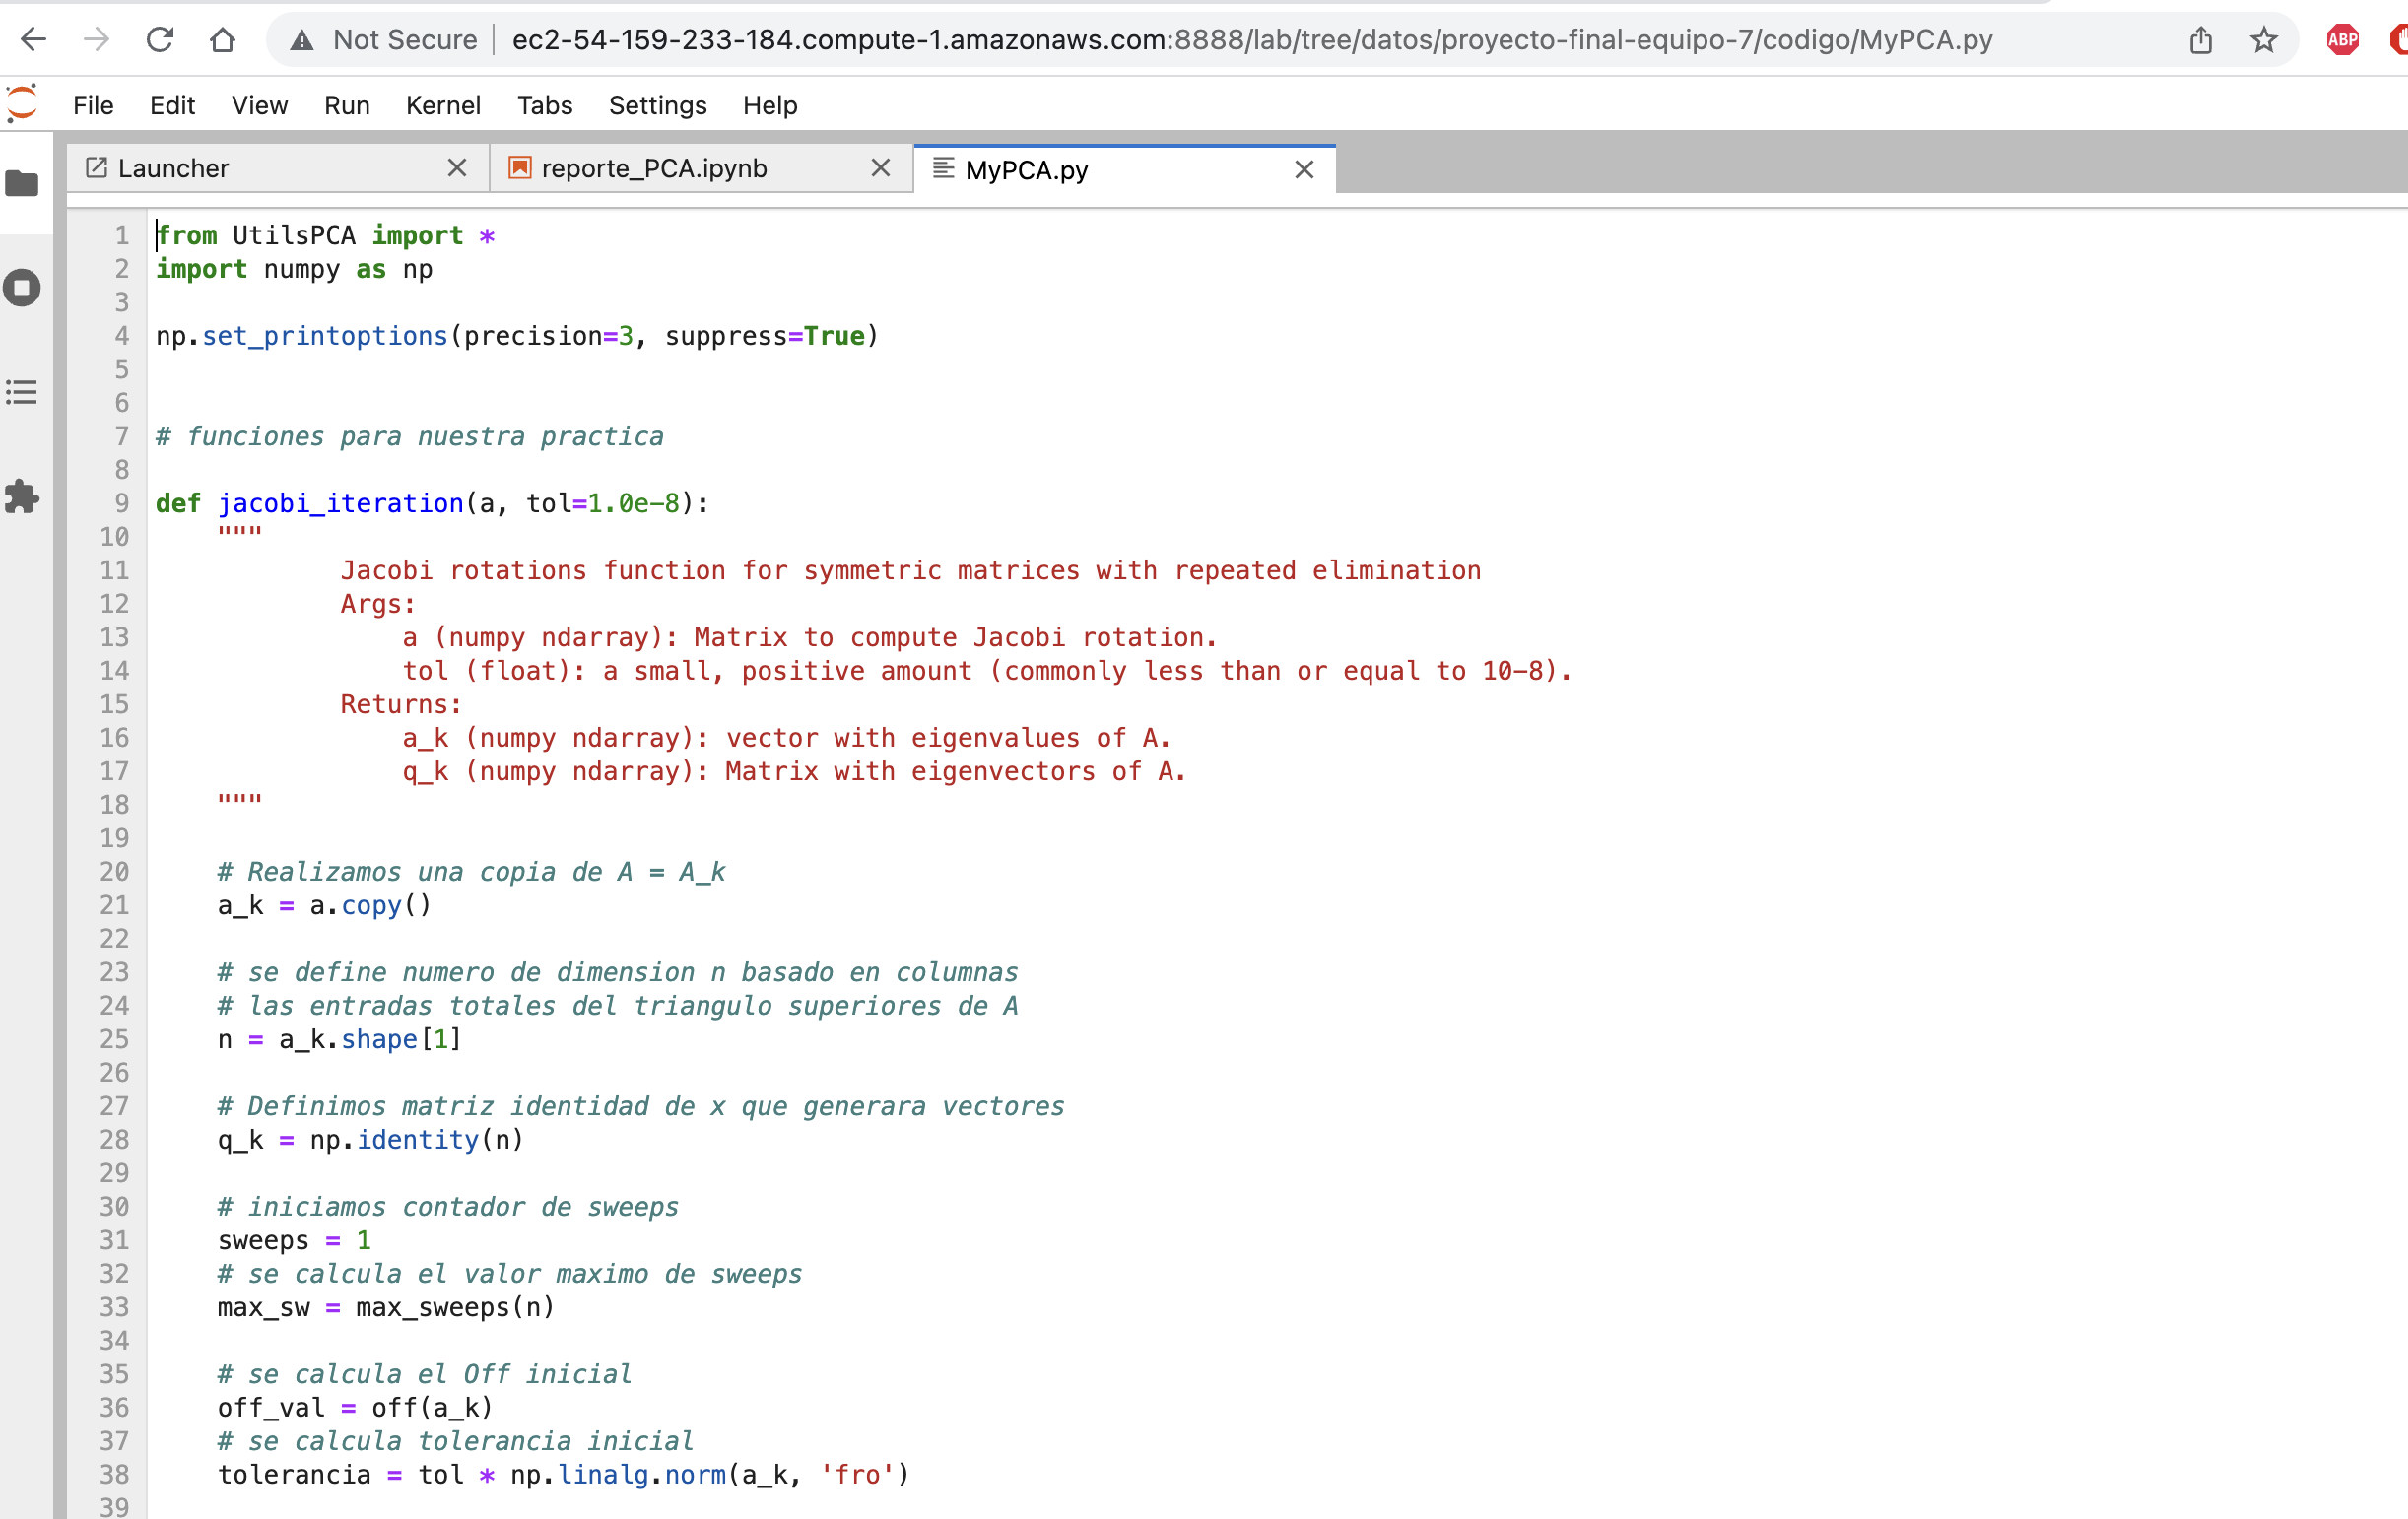 Not Secure ec2-54-159-233-184.compute-1.amazonaws.com:8888/lab/tree/datos/proyecto-final-equipo-7/codigo/MyPCA.py ABP
File Edit View Run Kernel Tabs Settings Help
Launcher reporte_PCA.ipynb MyPCA.py
1 from UtilsPCA import *
2 import numpy as np
3
4 np.set_printoptions(precision=3, suppress=True)
5
6
7 # funciones para nuestra practica
8
9 def jacobi_iteration(a, tol=1.0e-8):
10     """
11             Jacobi rotations function for symmetric matrices with repeated elimination
12             Args:
13                 a (numpy ndarray): Matrix to compute Jacobi rotation.
14                 tol (float): a small, positive amount (commonly less than or equal to 10-8).
15             Returns:
16                 a_k (numpy ndarray): vector with eigenvalues of A.
17                 q_k (numpy ndarray): Matrix with eigenvectors of A.
18     """
19
20     # Realizamos una copia de A = A_k
21     a_k = a.copy()
22
23     # se define numero de dimension n basado en columnas
24     # las entradas totales del triangulo superiores de A
25     n = a_k.shape[1]
26
27     # Definimos matriz identidad de x que generara vectores
28     q_k = np.identity(n)
29
30     # iniciamos contador de sweeps
31     sweeps = 1
32     # se calcula el valor maximo de sweeps
33     max_sw = max_sweeps(n)
34
35     # se calcula el Off inicial
36     off_val = off(a_k)
37     # se calcula tolerancia inicial
38     tolerancia = tol * np.linalg.norm(a_k, 'fro')
39